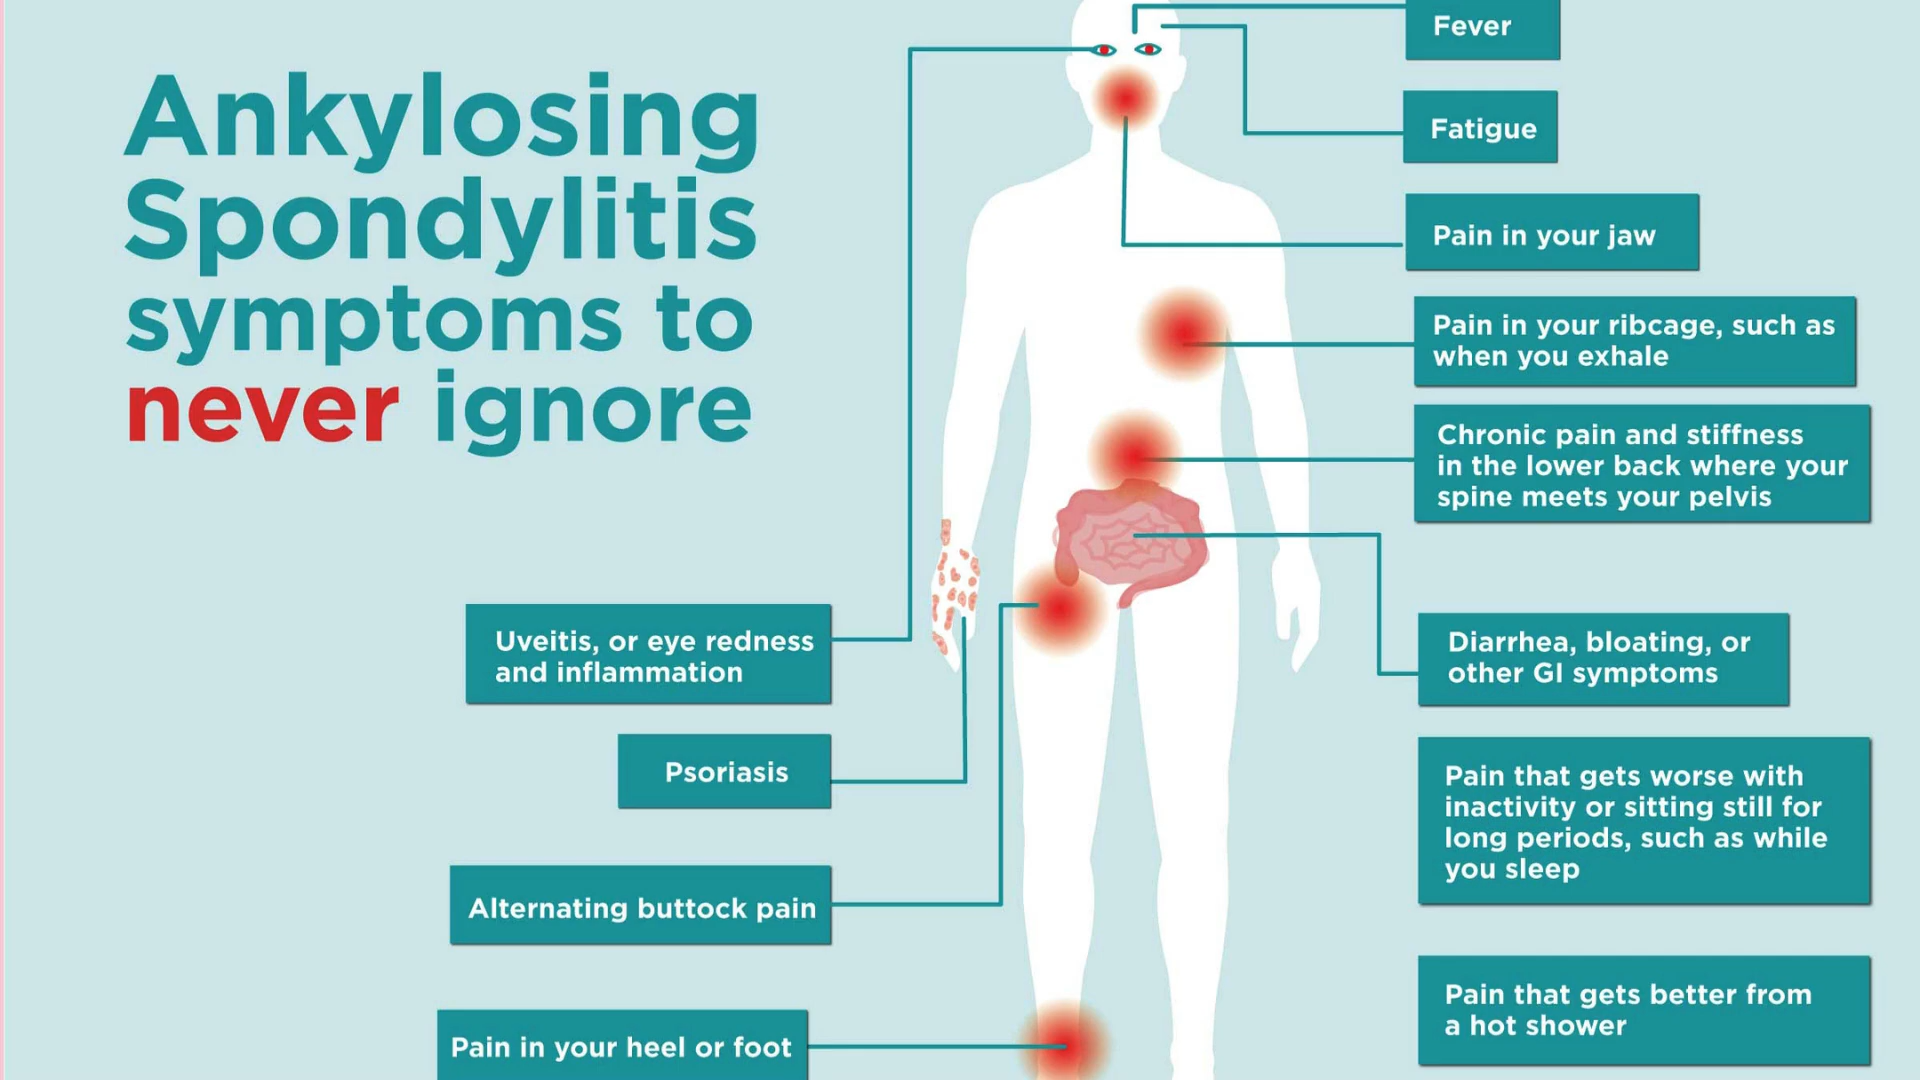 Ankylosing
Spondylitis
symptoms to
never ignore
Fever
Fatigue
Pain in your jaw
Pain in your ribcage, such as
when you exhale
Chronic pain and stiffness
in the lower back where your
spine meets your pelvis
Diarrhea, bloating, or
other GI symptoms
Pain that gets worse with
inactivity or sitting still for
long periods, such as while
you sleep
Pain that gets better from
a hot shower
Uveitis, or eye redness
and inflammation
Psoriasis
Alternating buttock pain
Pain in your heel or foot